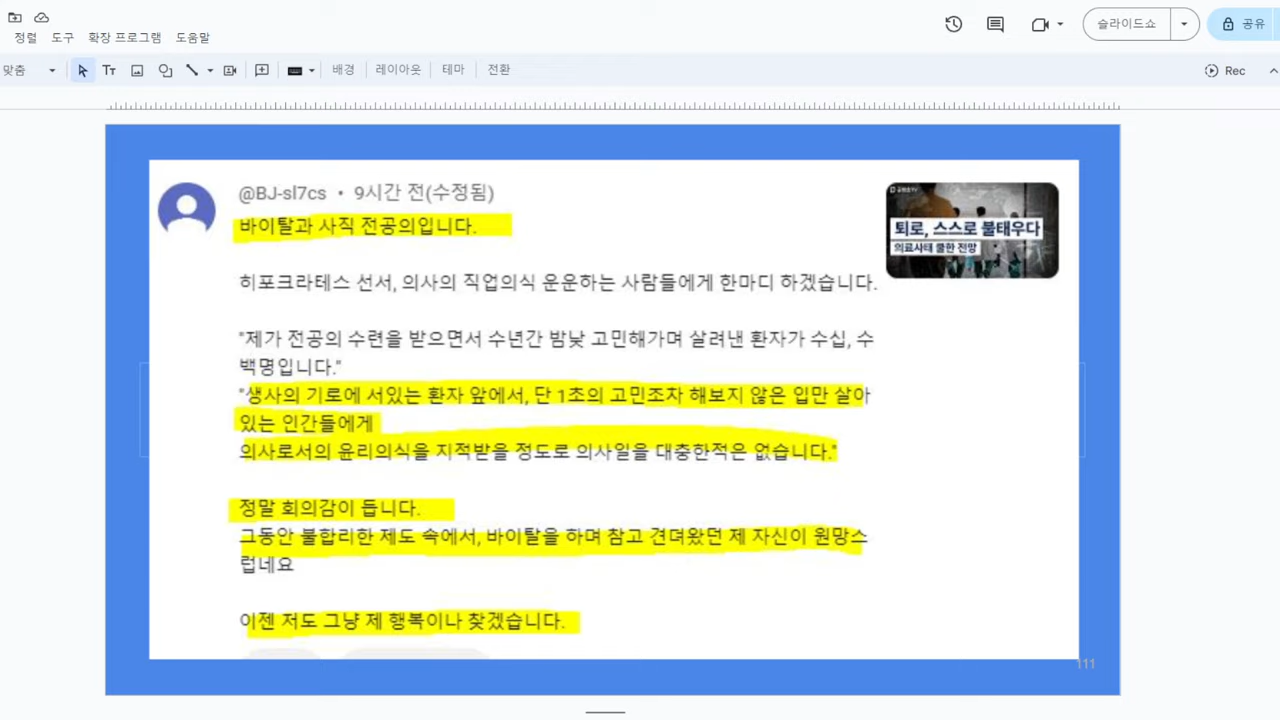 정렬 도구 확장 프로그램 도움말
슬라이드쇼
공유
맞춤
Tт
배경
레이아웃
테마
전환
Rec
@BJ-sl7cs • 9시간 전(수정됨)
바이탈과 사직 전공의입니다.
퇴로, 스스로 불태우다
의료사태 쿨한 전망
히포크라테스 선서, 의사의 직업의식 운운하는 사람들에게 한마디 하겠습니다.
"제가 전공의 수련을 받으면서 수년간 밤낮 고민해가며 살려낸 환자가 수십, 수
백명입니다."
"생사의 기로에 서있는 환자 앞에서, 단 1초의 고민조차 해보지 않은 입만 살아
있는 인간들에게
의사로서의 윤리의식을 지적받을 정도로 의사일을 대충한적은 없습니다."
정말 회의감이 듭니다.
그동안 불합리한 제도 속에서, 바이탈을 하며 참고 견뎌왔던 제 자신이 원망스
럽네요
이젠 저도 그냥 제 행복이나 찾겠습니다.
111